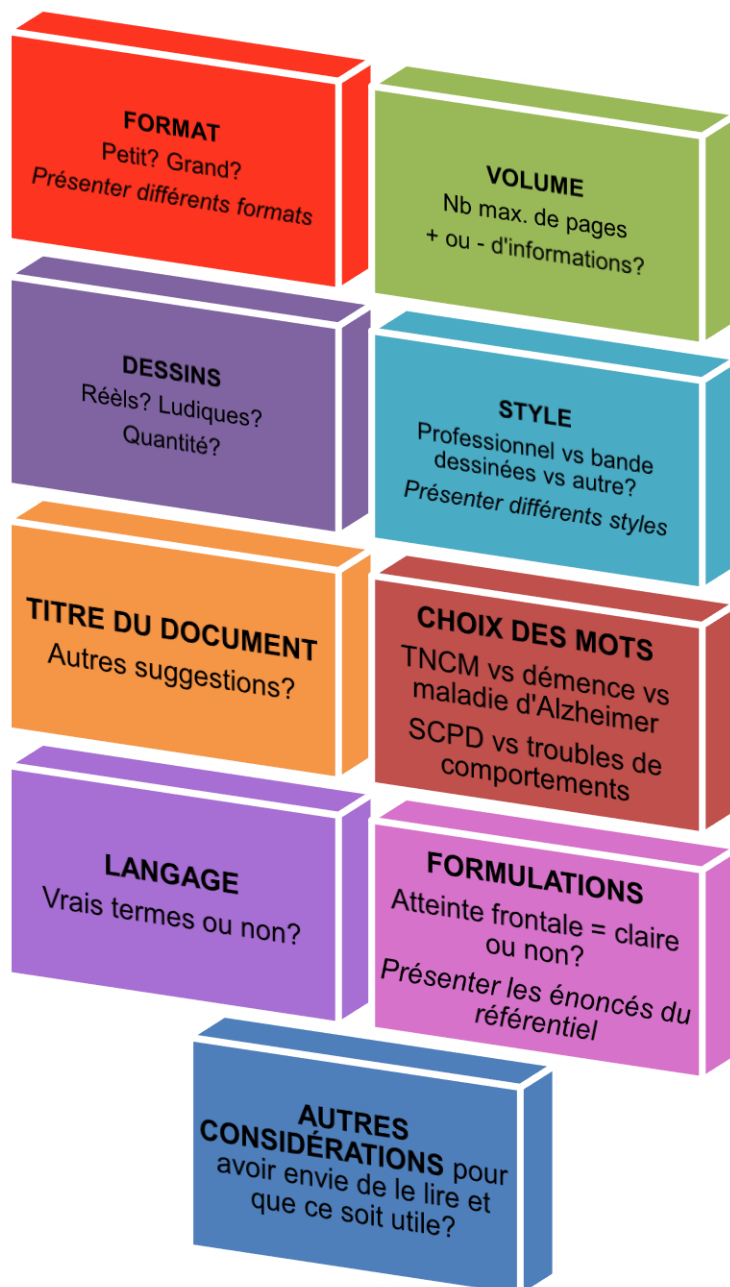 FORMAT
Petit? Grand?
Présenter différents formats
VOLUME
Nb max. de pages
+ ou - d'informations?
DESSINS
Réèls? Ludiques?
Quantité?
STYLE
Professionnel vs bande
dessinées vs autre?
Présenter différents styles
TITRE DU DOCUMENT
Autres suggestions?
CHOIX DES MOTS
TNCM vs démence vs
maladie d'Alzheimer
SCPD vs troubles de
comportements
LANGAGE
Vrais termes ou non?
FORMULATIONS
Atteinte frontale = claire
ou non?
Présenter les énoncés du
référentiel
AUTRES
CONSIDÉRATIONS pour
avoir envie de le lire et
que ce soit utile?